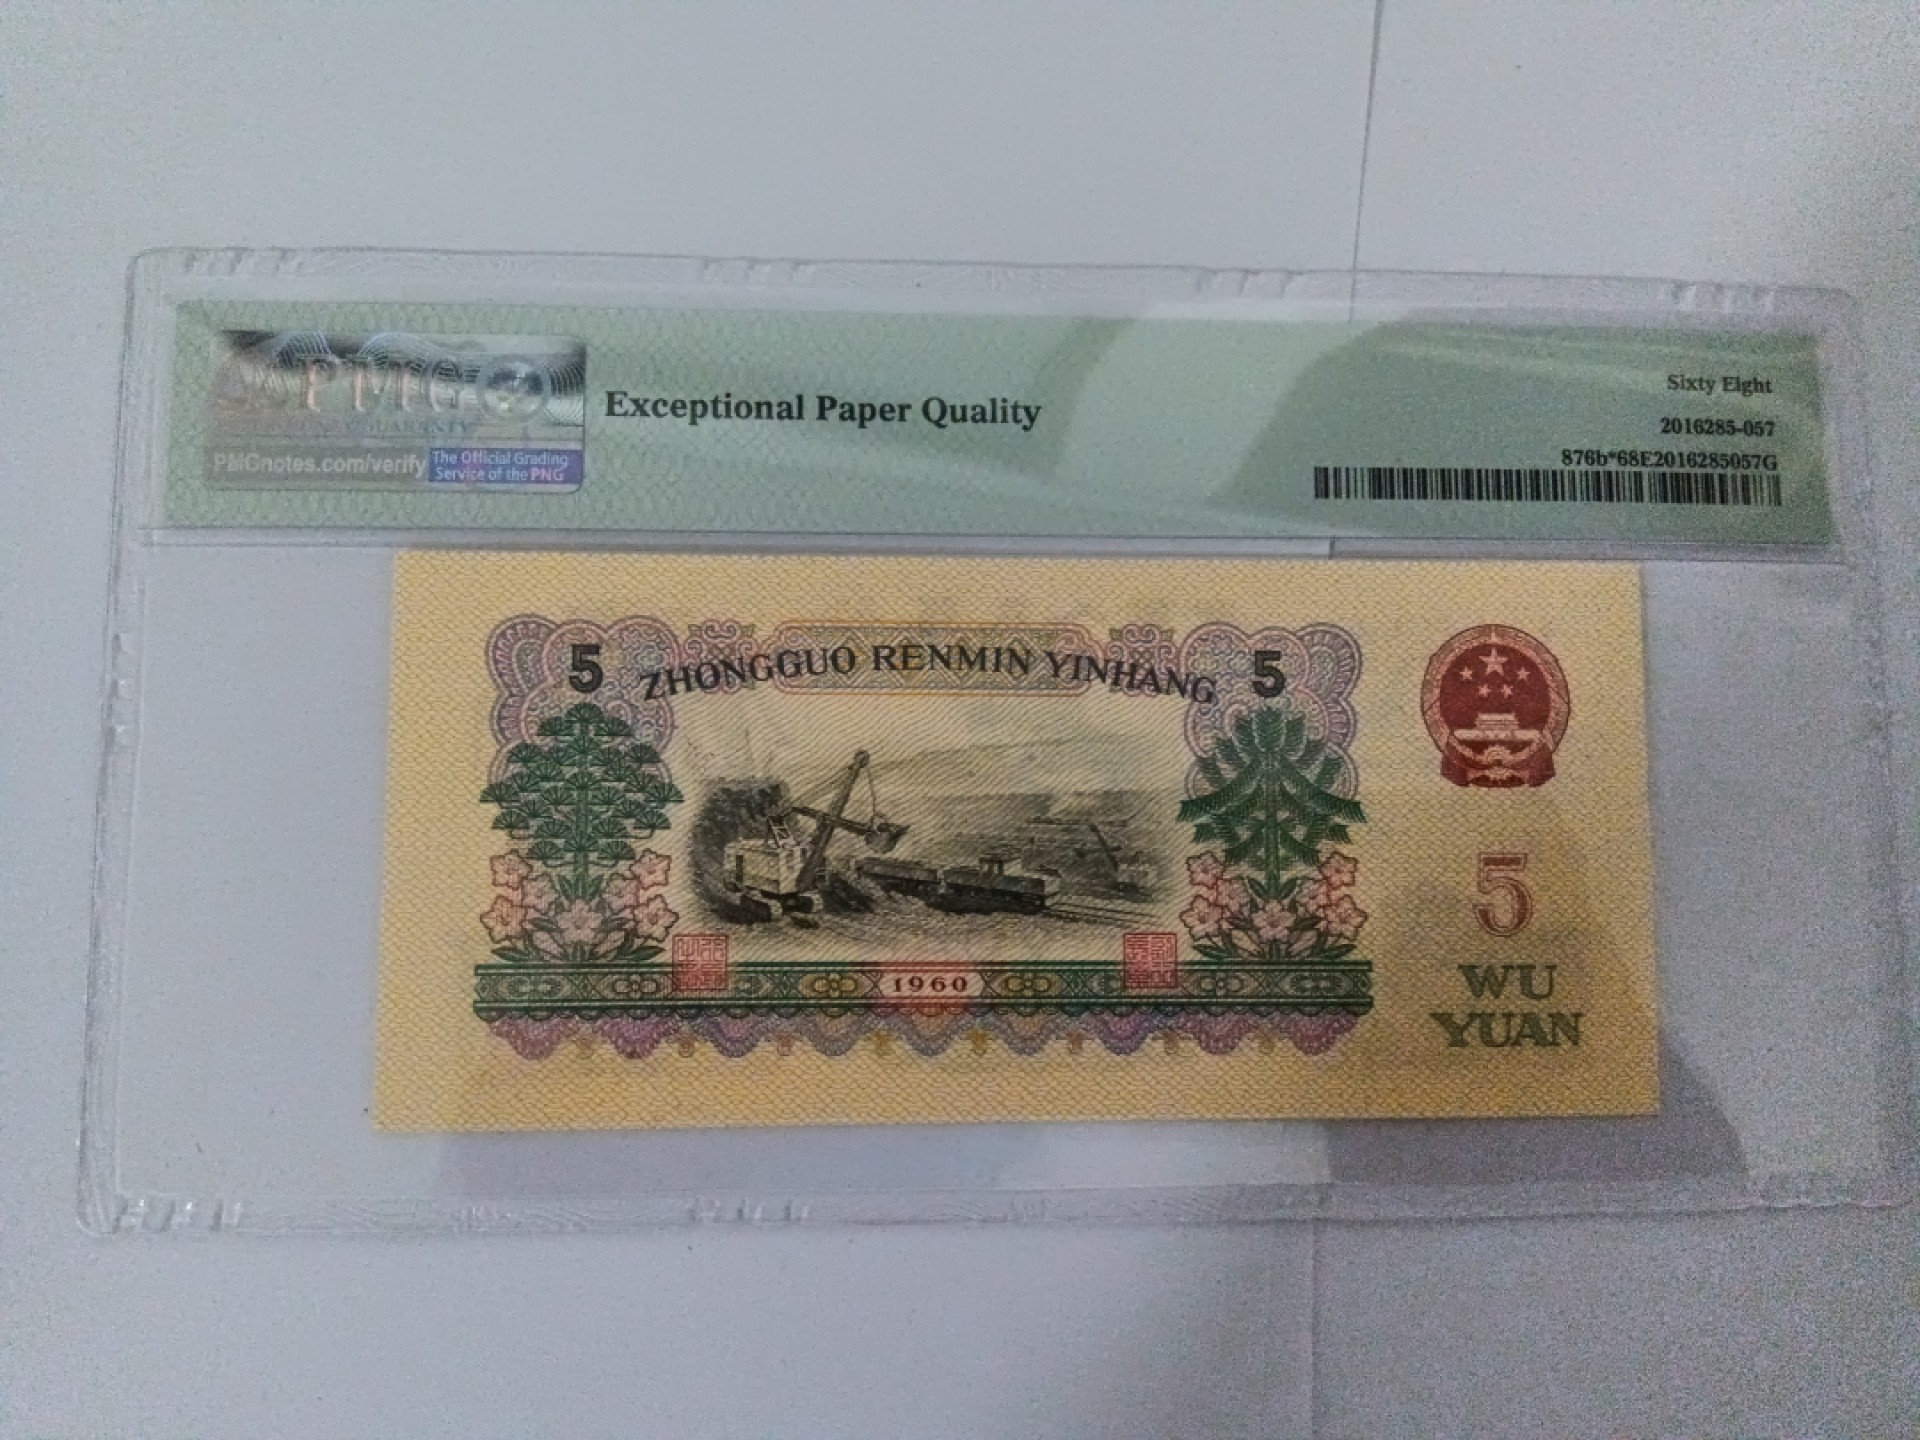 PMG
PMGnotes.com/verify
The Official Grading
Service of the PNG
Exceptional Paper Quality
Sixty Eight
2016285-057
876b*68E2016285057G
5 ZHONGGUO RENMIN YINHANG 5
1960
5
WU
YUAN